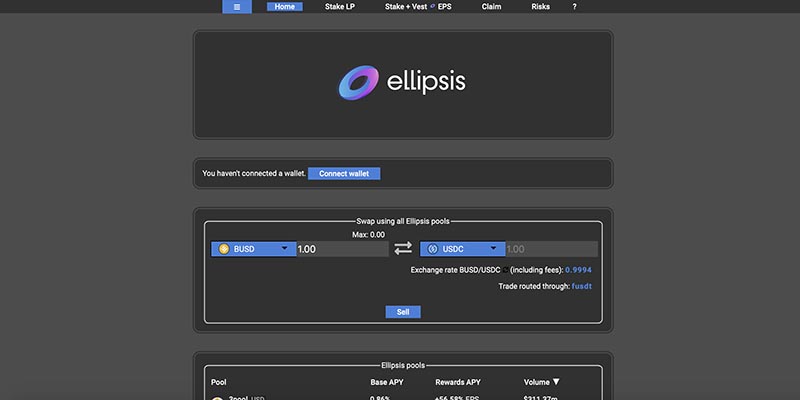 Home Stake LP Stake + Vest EPS Claim Risks ?
ellipsis
You haven't connected a wallet. Connect wallet
Swap using all Ellipsis pools
Max: 0.00
BUSD 1.00 USDC 1.00
Exchange rate BUSD/USDC (including fees): 0.9994
Trade routed through: fusdt
Sell
Ellipsis pools
Pool Base APY Rewards APY Volume ▼
3pool USD 0.86% +56.58% EPS $311.37m